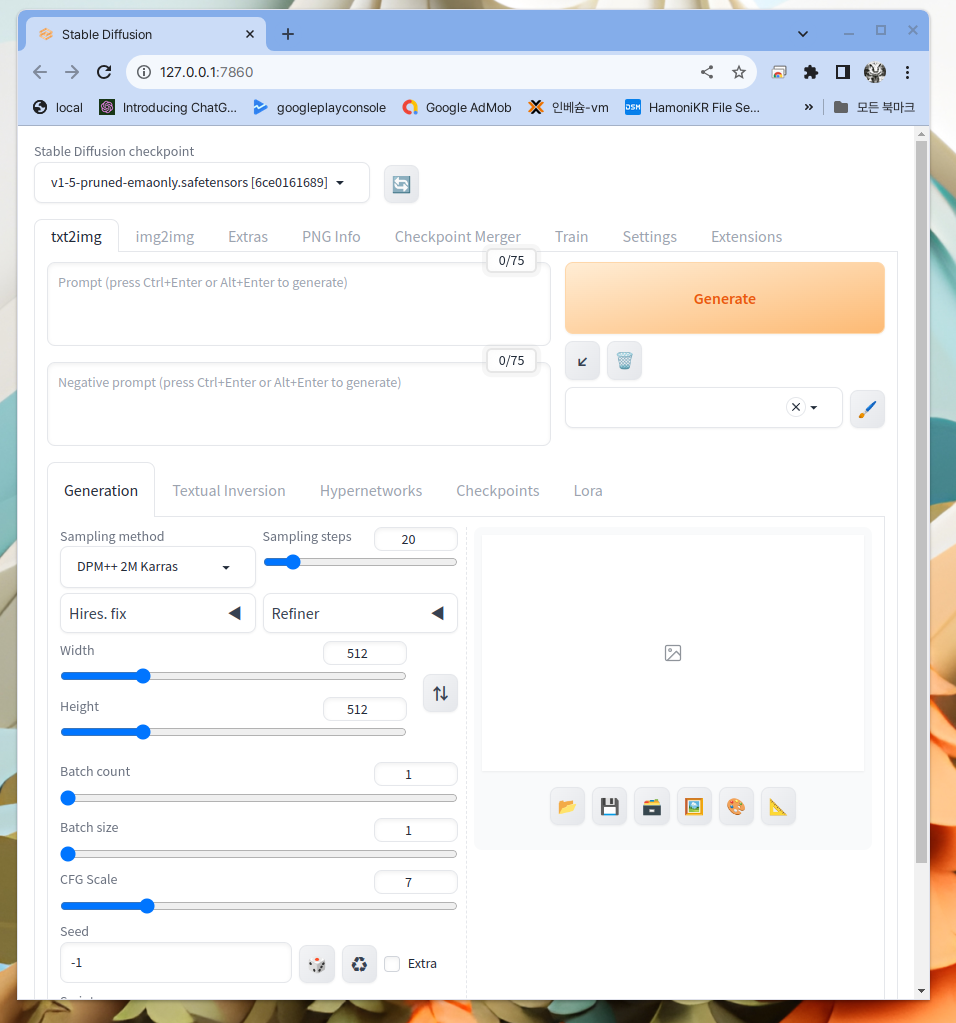 Stable Diffusion
127.0.0.1:7860
local
Introducing ChatG...
googleplayconsole
Google AdMob
인베슘-vm
DSM
HamoniKR File Se...
»
모든 북마크
Stable Diffusion checkpoint
v1-5-pruned-emaonly.safetensors [6ce0161689]
txt2img
img2img
Extras
PNG Info
Checkpoint Merger
Train
Settings
Extensions
0/75
Prompt (press Ctrl+Enter or Alt+Enter to generate)
Generate
0/75
Negative prompt (press Ctrl+Enter or Alt+Enter to generate)
Generation
Textual Inversion
Hypernetworks
Checkpoints
Lora
Sampling method
Sampling steps
20
DPM++ 2M Karras
Hires. fix
Refiner
Width
512
Height
512
Batch count
1
Batch size
1
CFG Scale
7
Seed
-1
Extra